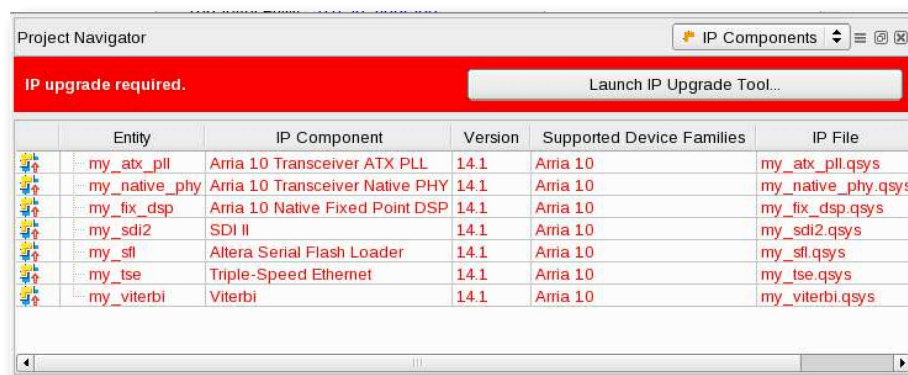 Project Navigator
IP Components
IP upgrade required.
Launch IP Upgrade Tool...
Entity IP Component Version Supported Device Families IP File
my_atx_pll Arria 10 Transceiver ATX PLL 14.1 Arria 10 my_atx_pll.qsys
my_native_phy Arria 10 Transceiver Native PHY 14.1 Arria 10 my_native_phy.qsys
my_fix_dsp Arria 10 Native Fixed Point DSP 14.1 Arria 10 my_fix_dsp.qsys
my_sdi2 SDI II 14.1 Arria 10 my_sdi2.qsys
my_sfl Altera Serial Flash Loader 14.1 Arria 10 my_sfl.qsys
my_tse Triple-Speed Ethernet 14.1 Arria 10 my_tse.qsys
my_viterbi Viterbi 14.1 Arria 10 my_viterbi.qsys